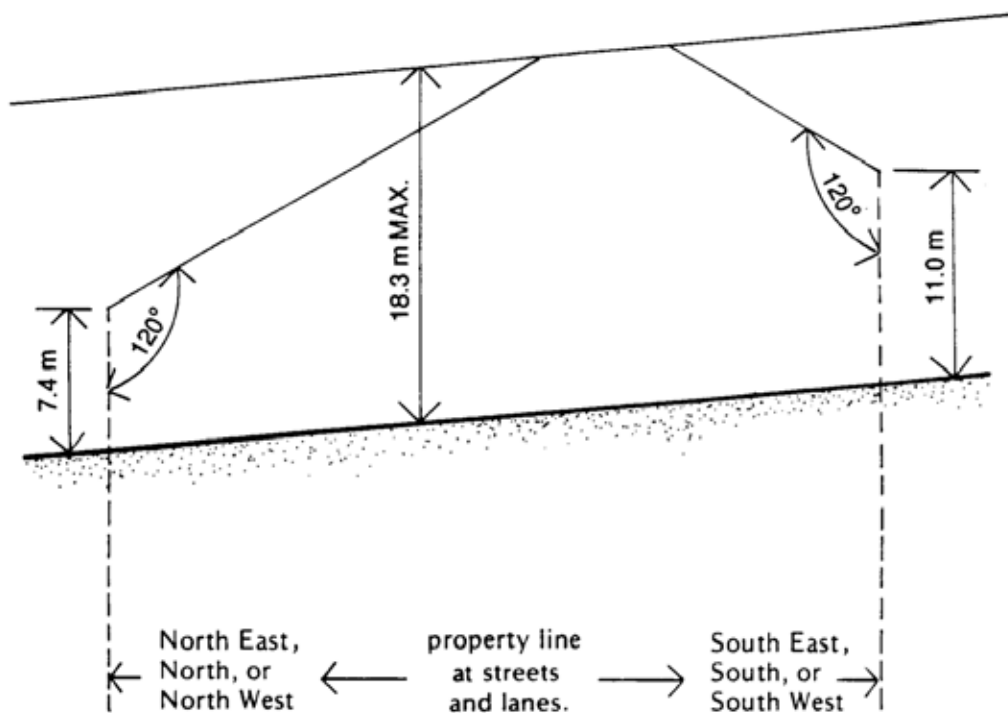 18.3 m MAX.
120°
11.0 m
7.4 m
120°
North East,
North, or
North West
property line
at streets
and lanes.
South East,
South, or
South West